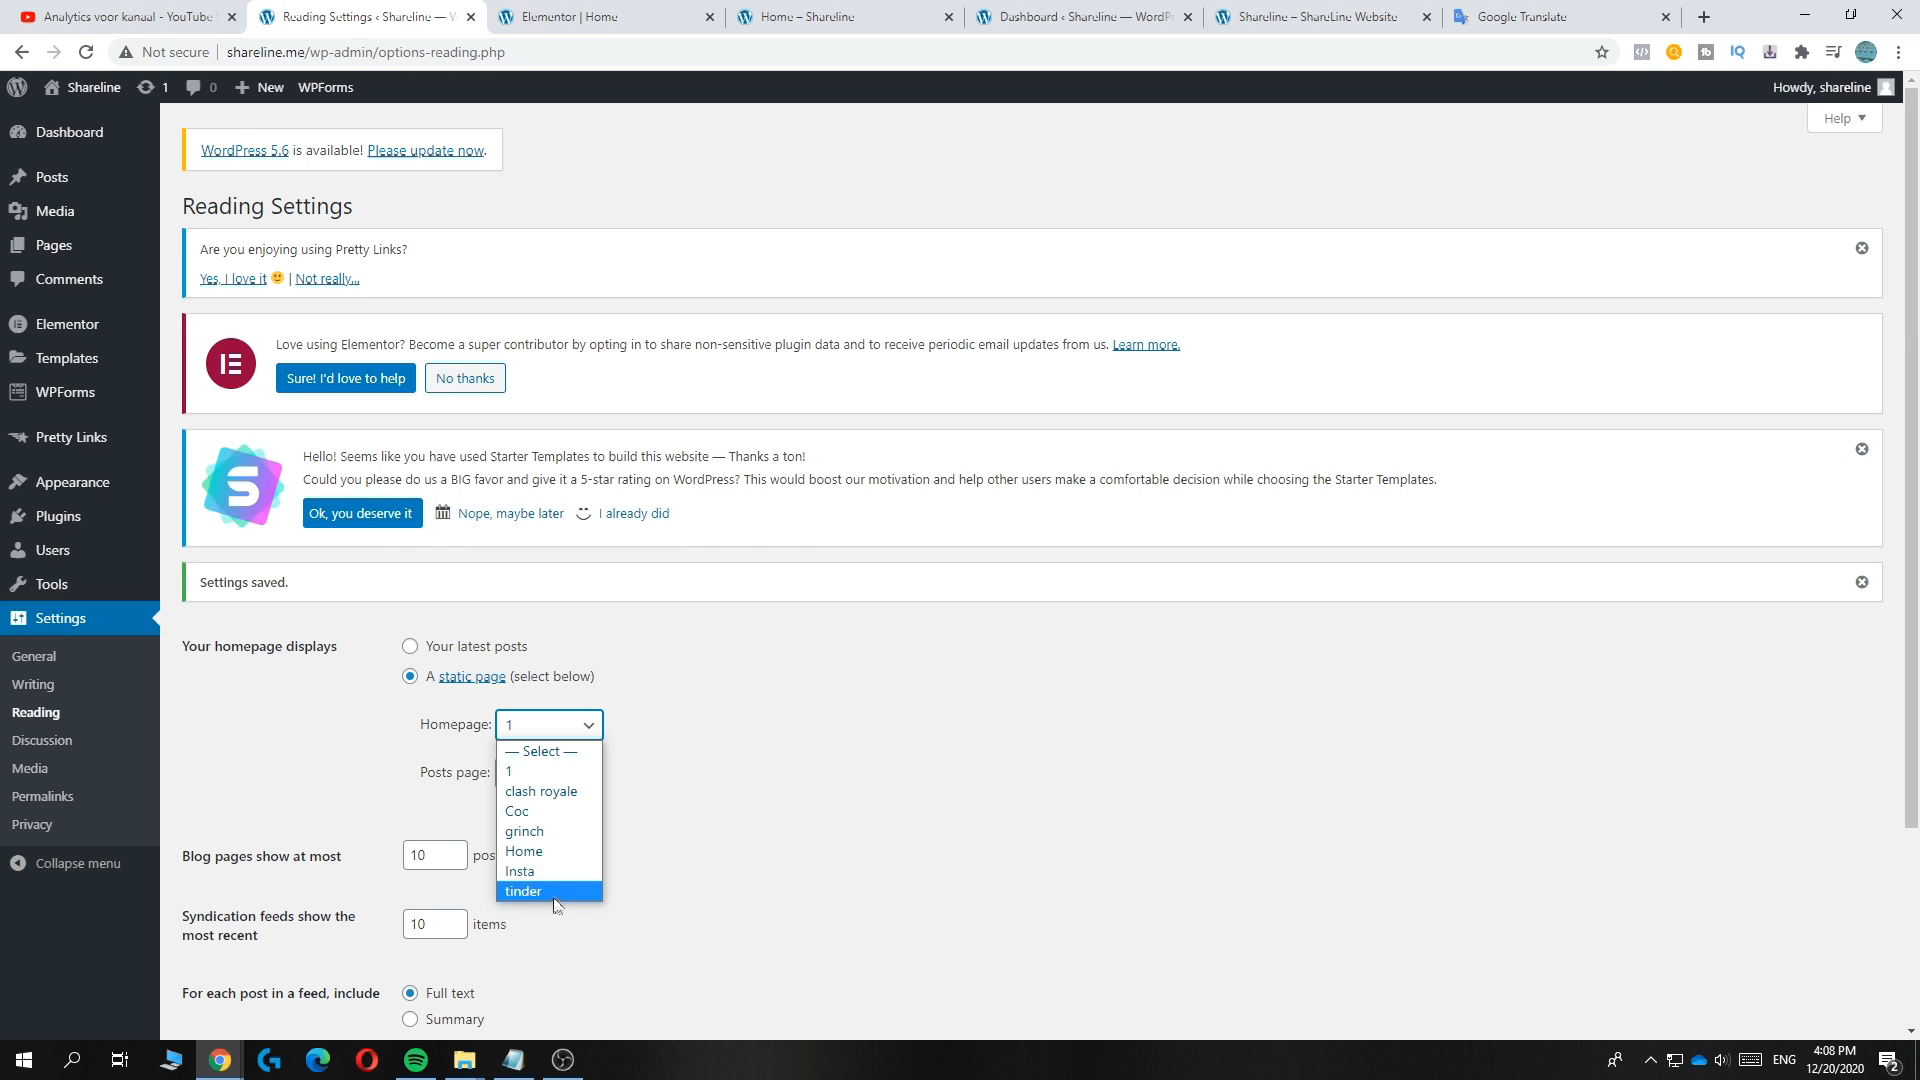 Analytics voor kanaal - YouTube
Reading Settings ‹ Shareline — W
Elementor | Home
Home – Shareline
Dashboard ‹ Shareline — WordPr
Shareline – ShareLine Website
Google Translate
Not secure
shareline.me/wp-admin/options-reading.php
Shareline
1
0
New
WPForms
Howdy, shareline
Help
Dashboard
Posts
Media
Pages
Comments
Elementor
Templates
WPForms
Pretty Links
Appearance
Plugins
Users
Tools
Settings
General
Writing
Reading
Discussion
Media
Permalinks
Privacy
Collapse menu
WordPress 5.6 is available! Please update now.
Reading Settings
Are you enjoying using Pretty Links?
Yes, I love it 🙂 | Not really...
Love using Elementor? Become a super contributor by opting in to share non-sensitive plugin data and to receive periodic email updates from us. Learn more.
Sure! I'd love to help
No thanks
Hello! Seems like you have used Starter Templates to build this website — Thanks a ton!
Could you please do us a BIG favor and give it a 5-star rating on WordPress? This would boost our motivation and help other users make a comfortable decision while choosing the Starter Templates.
Ok, you deserve it
Nope, maybe later
I already did
Settings saved.
Your homepage displays
Your latest posts
A static page (select below)
Homepage: 1
— Select —
1
clash royale
Coc
grinch
Home
Insta
tinder
Posts page:
Blog pages show at most
10
pos
Syndication feeds show the
most recent
10
items
For each post in a feed, include
Full text
Summary
ENG
4:08 PM
12/20/2020
2